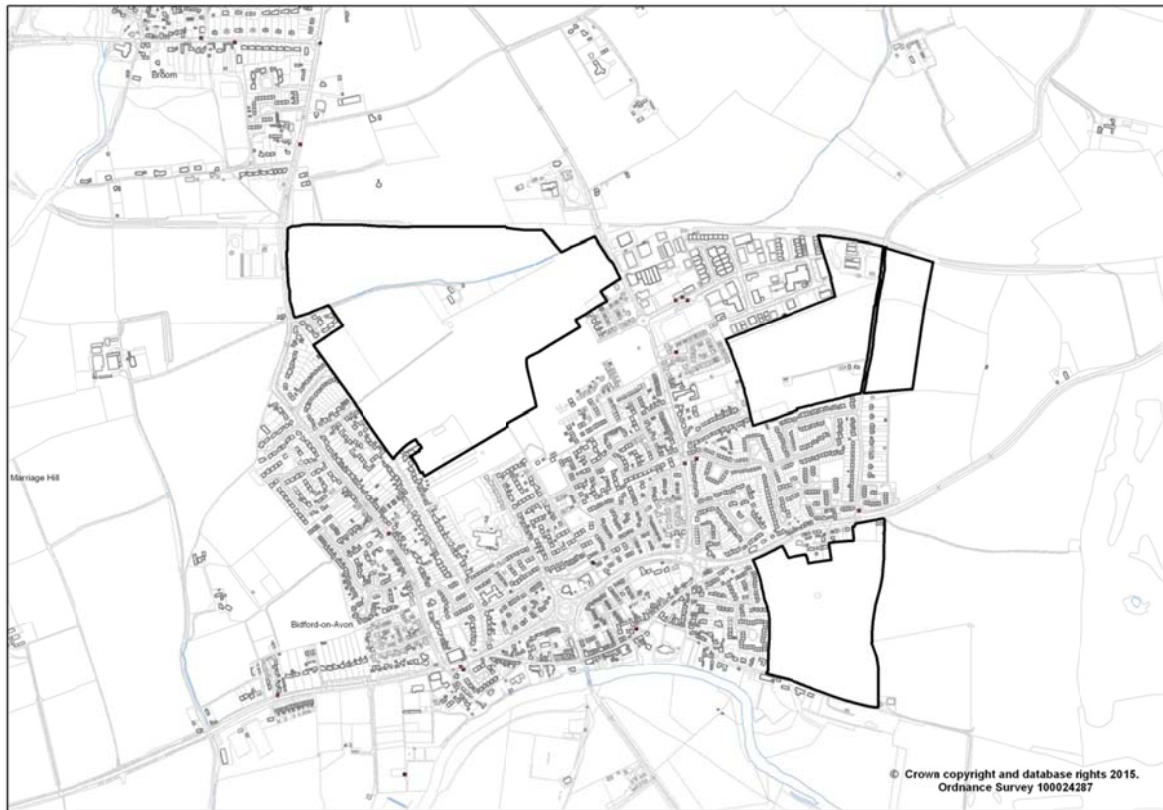 Broom
Marriage Hill
Bidford-on-Avon
© Crown copyright and database rights 2015.
Ordnance Survey 100024287